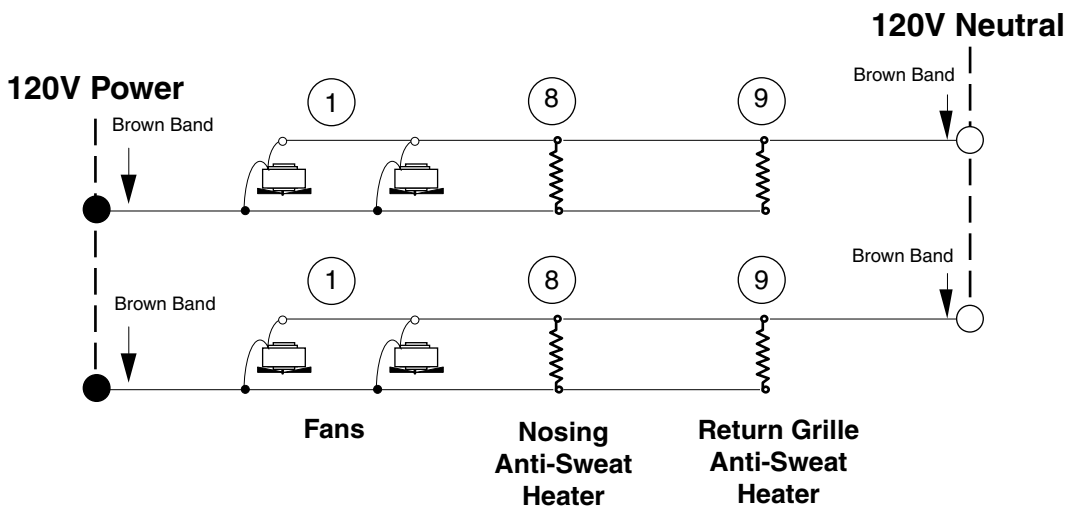 120V Neutral
120V Power
Brown Band
Brown Band
1
8
9
Brown Band
Brown Band
1
8
9
Fans
Nosing
Anti-Sweat
Heater
Return Grille
Anti-Sweat
Heater